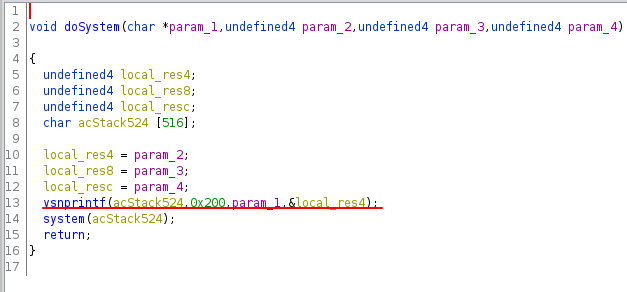 1
2 void doSystem(char *param_1,undefined4 param_2,undefined4 param_3,undefined4 param_4)
3
4 {
5 undefined4 local_res4;
6 undefined4 local_res8;
7 undefined4 local_resc;
8 char acStack524 [516];
9
10 local_res4 = param_2;
11 local_res8 = param_3;
12 local_resc = param_4;
13 vsnprintf(acStack524,0x200,param_1,&local_res4);
14 system(acStack524);
15 return;
16 }
17